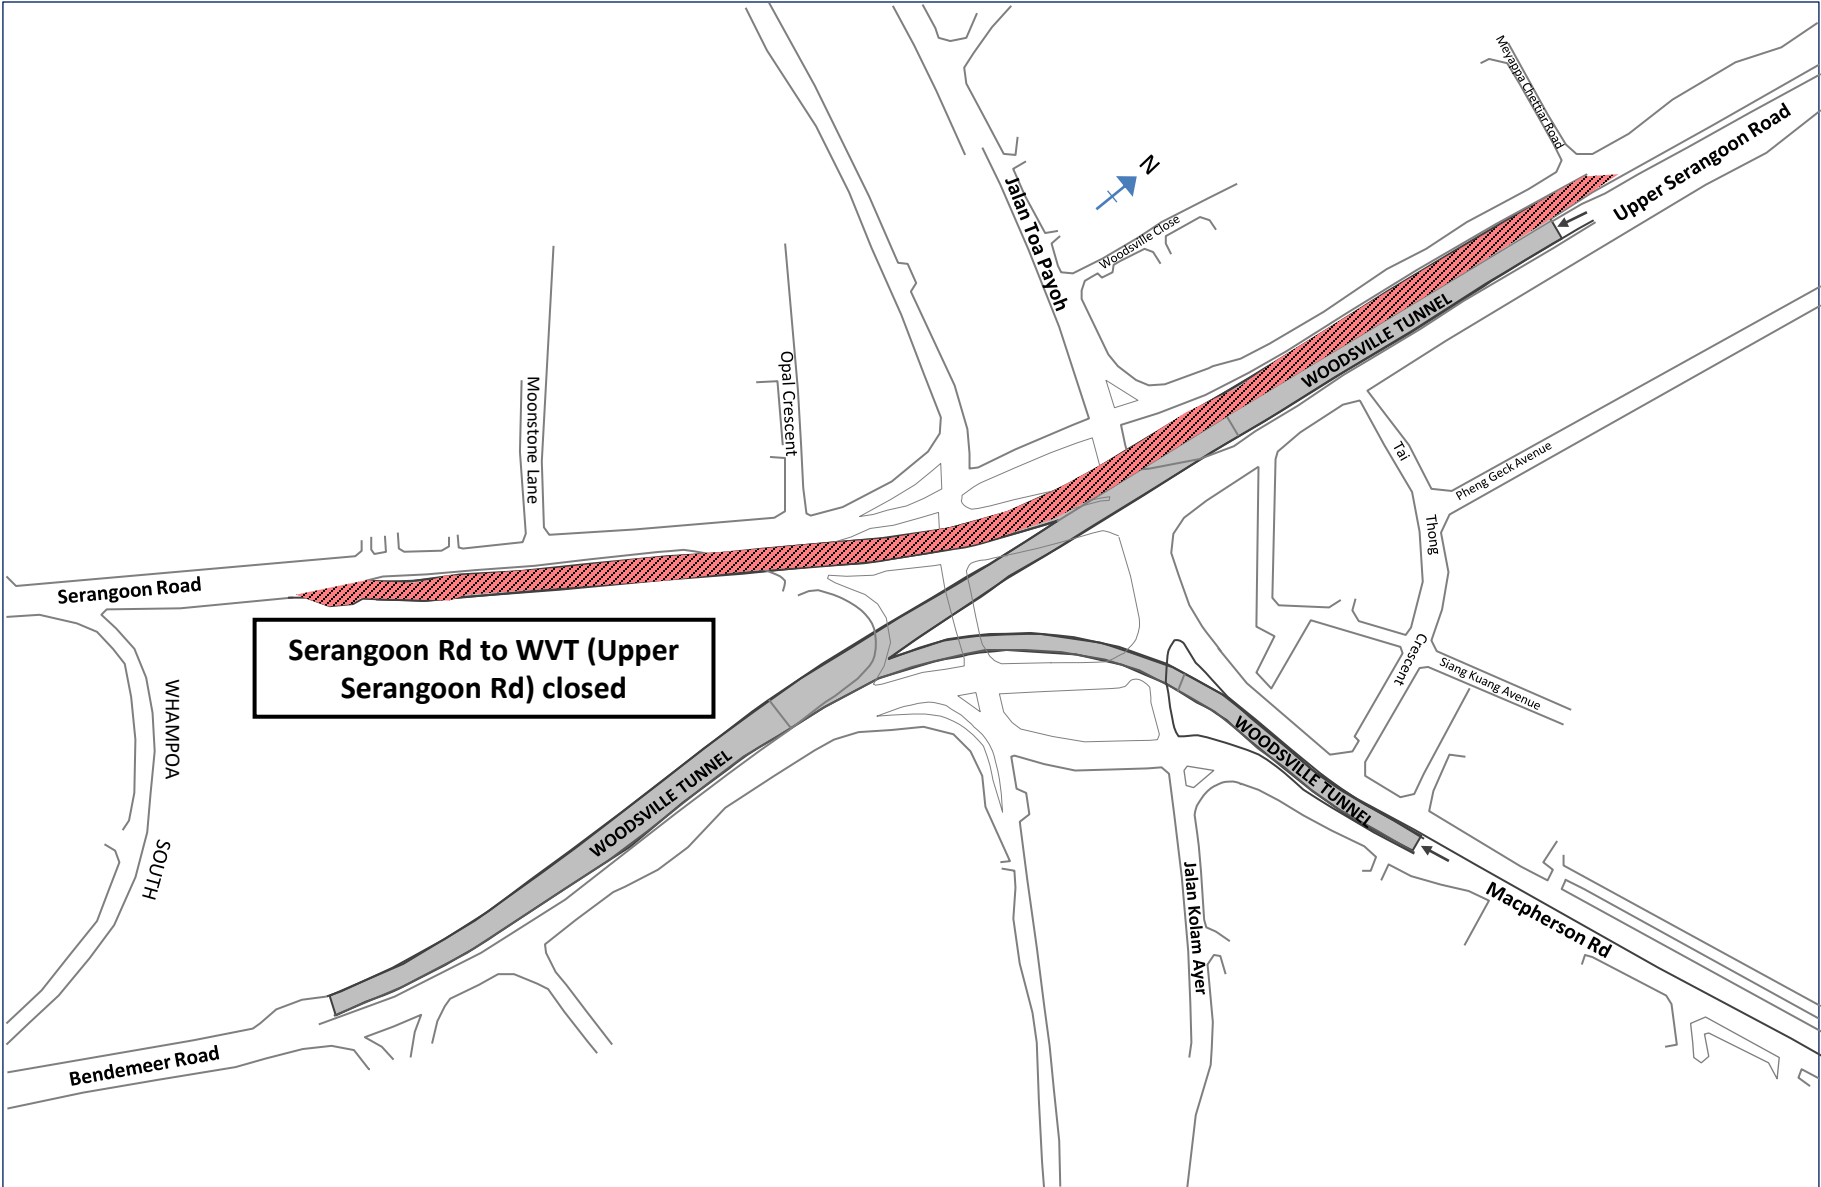 Meyappa Chettiar Road
Upper Serangoon Road
N
Jalan Toa Payoh
Woodsville Close
WOODSVILLE TUNNEL
Opal Crescent
Moonstone Lane
Tai
Thong
Crescent
Pheng Geck Avenue
Siang Kuang Avenue
Serangoon Road
Serangoon Rd to WVT (Upper
Serangoon Rd) closed
WHAMPOA
SOUTH
WOODSVILLE TUNNEL
WOODSVILLE TUNNEL
Jalan Kolam Ayer
Macpherson Rd
Bendemeer Road